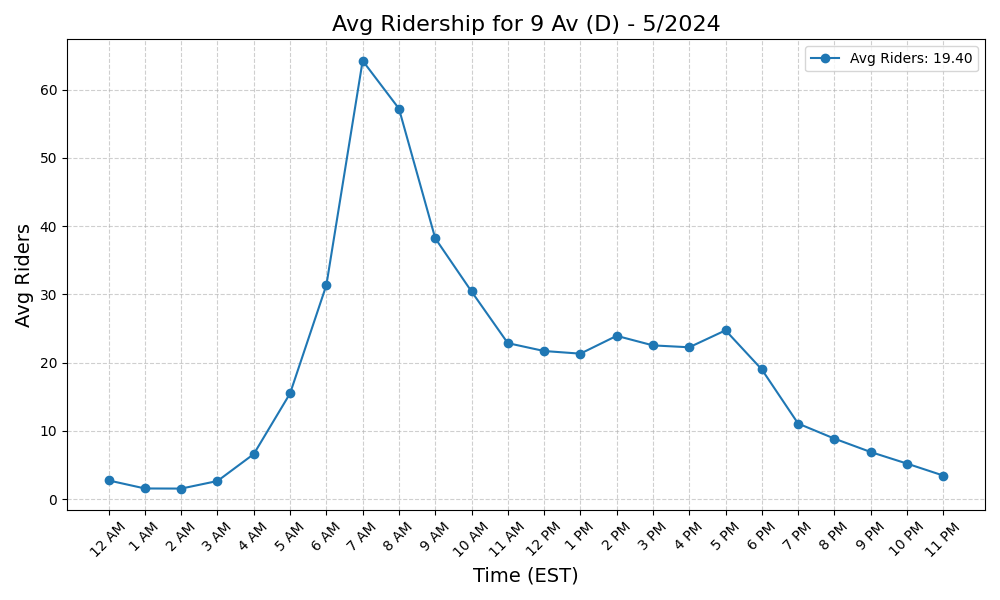 Avg Ridership for 9 Av (D) - 5/2024
Avg Riders: 19.40
Avg Riders
60
50
40
30
20
10
0
12 AM
1 AM
2 AM
3 AM
4 AM
5 AM
6 AM
7 AM
8 AM
9 AM
10 AM
11 AM
12 PM
1 PM
2 PM
3 PM
4 PM
5 PM
6 PM
7 PM
8 PM
9 PM
10 PM
11 PM
Time (EST)